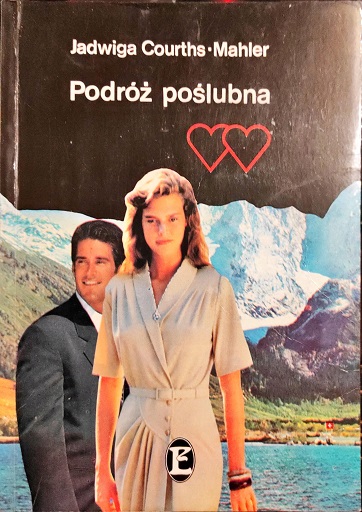 Jadwiga Courths-Mahler
Podróż poślubna
E